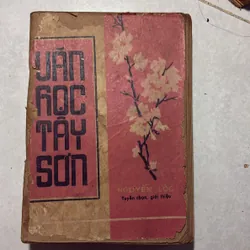 VĂN
HỌC
TÂY
SƠN
NGUYỄN LỘC
tuyển chọn, giới thiệu